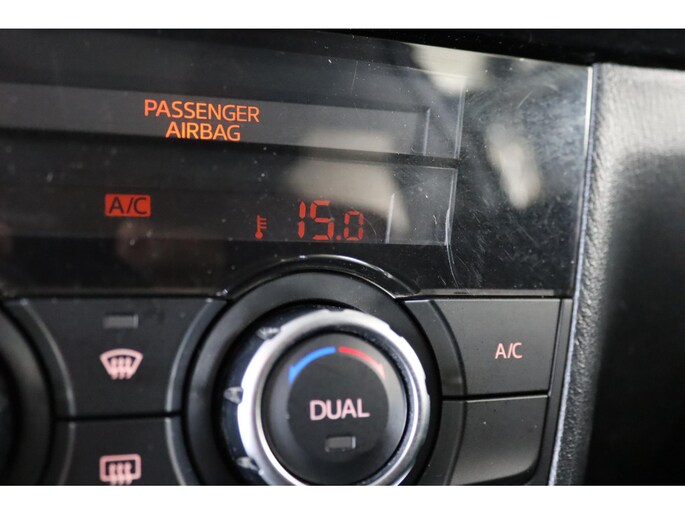 PASSENGER
AIRBAG
A/C 15.0
A/C
DUAL